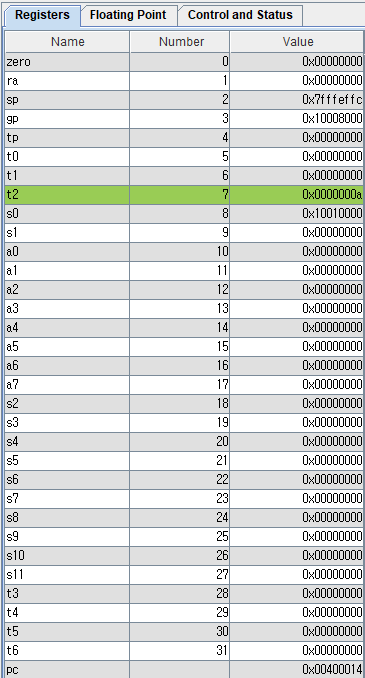 Registers Floating Point Control and Status
Name Number Value
zero 0 0x00000000
ra 1 0x00000000
sp 2 0x7fffeffc
gp 3 0x10008000
tp 4 0x00000000
t0 5 0x00000000
t1 6 0x00000000
t2 7 0x0000000a
s0 8 0x10010000
s1 9 0x00000000
a0 10 0x00000000
a1 11 0x00000000
a2 12 0x00000000
a3 13 0x00000000
a4 14 0x00000000
a5 15 0x00000000
a6 16 0x00000000
a7 17 0x00000000
s2 18 0x00000000
s3 19 0x00000000
s4 20 0x00000000
s5 21 0x00000000
s6 22 0x00000000
s7 23 0x00000000
s8 24 0x00000000
s9 25 0x00000000
s10 26 0x00000000
s11 27 0x00000000
t3 28 0x00000000
t4 29 0x00000000
t5 30 0x00000000
t6 31 0x00000000
pc 0x00400014